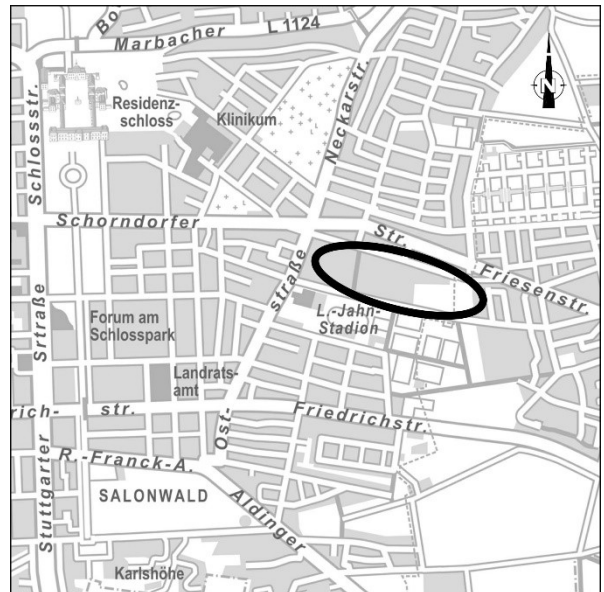 Bo
Marbacher L 1124
Schlossstr.
Residenz-
schloss
Klinikum
Neckarstr.
N
Schorndorfer
Str.
Friesenstr.
straße
Forum am
Schlosspark
L.-Jahn-
Stadion
Srtraße
Landrats-
amt
rich- str.
Friedrichstr.
Ost-
R.-Franck-A.
Stuttgarter
SALONWALD
Aldinger
Karlshöhe